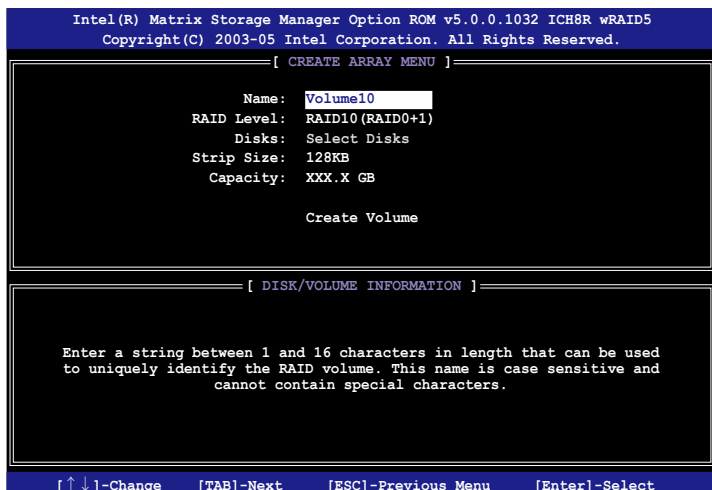 Intel(R) Matrix Storage Manager Option ROM v5.0.0.1032 ICH8R wRAID5
Copyright(C) 2003-05 Intel Corporation. All Rights Reserved.
[ CREATE ARRAY MENU ]
Name: Volume10
RAID Level: RAID10(RAID0+1)
Disks: Select Disks
Strip Size: 128KB
Capacity: XXX.X GB
Create Volume
[ DISK/VOLUME INFORMATION ]
Enter a string between 1 and 16 characters in length that can be used
to uniquely identify the RAID volume. This name is case sensitive and
cannot contain special characters.
[↑↓]-Change [TAB]-Next [ESC]-Previous Menu [Enter]-Select